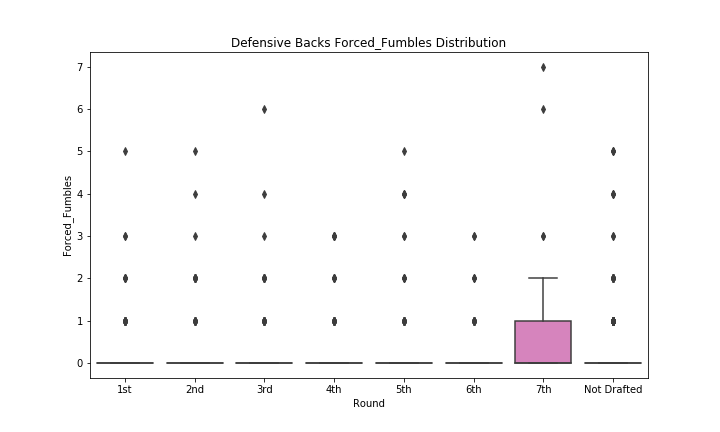 Defensive Backs Forced_Fumbles Distribution
7
6
5
4
3
2
1
0
Forced_Fumbles
1st 2nd 3rd 4th 5th 6th 7th Not Drafted
Round